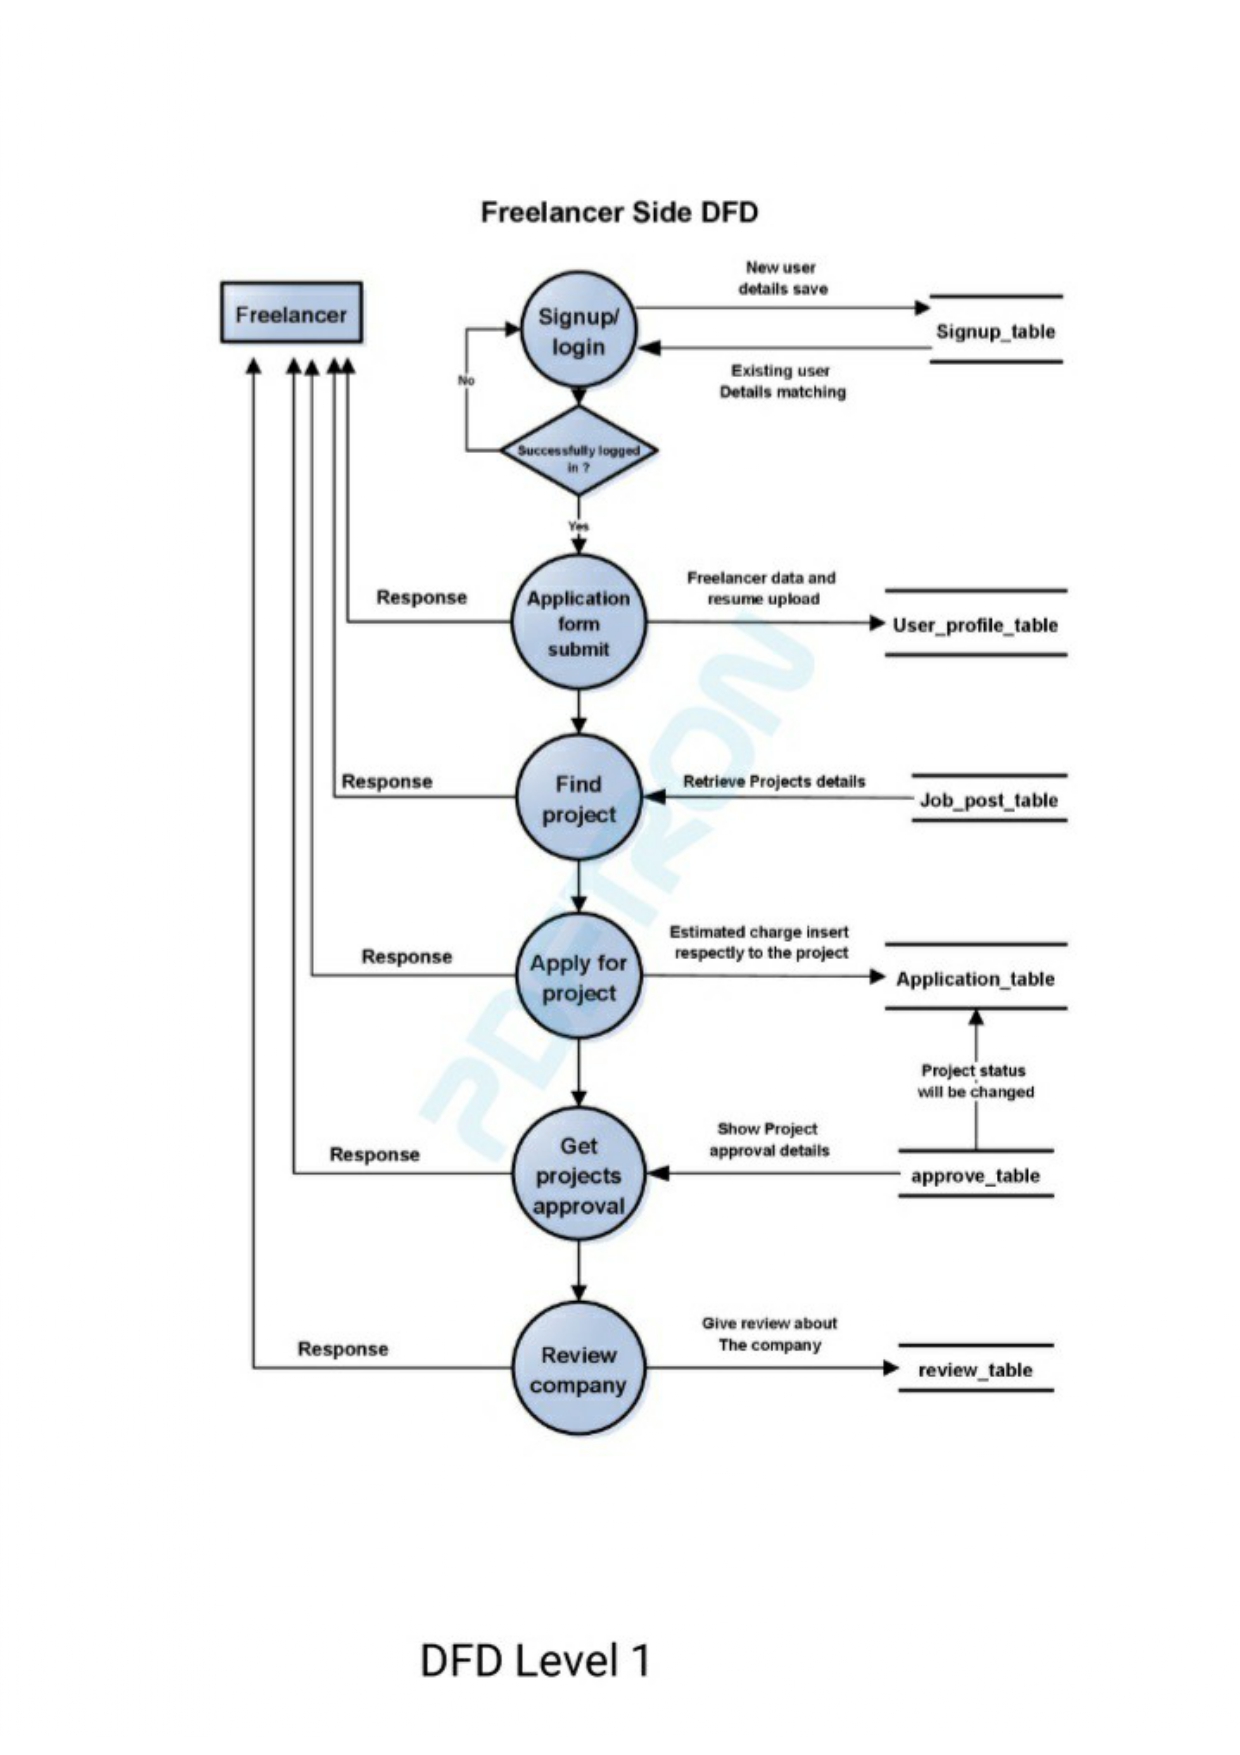 Freelancer Side DFD
Freelancer
Signup/
login
New user
details save
Signup_table
Existing user
Details matching
No
Successfully logged
in ?
Yes
Response
Application
form
submit
Freelancer data and
resume upload
User_profile_table
Response
Find
project
Retrieve Projects details
Job_post_table
Response
Apply for
project
Estimated charge insert
respectly to the project
Application_table
Project status
will be changed
Response
Get
projects
approval
Show Project
approval details
approve_table
Response
Review
company
Give review about
The company
review_table
PDETRON
DFD Level 1